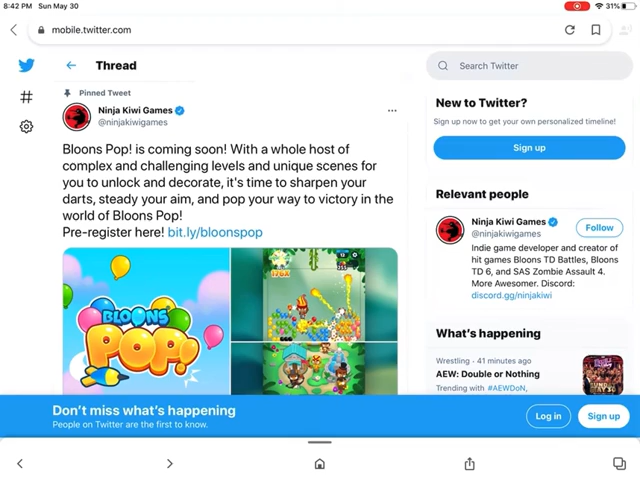 8:42 PM Sun May 30
31%
mobile.twitter.com
Thread
Search Twitter
Pinned Tweet
Ninja Kiwi Games
@ninjakiwigames
Bloons Pop! is coming soon! With a whole host of
complex and challenging levels and unique scenes for
you to unlock and decorate, it's time to sharpen your
darts, steady your aim, and pop your way to victory in the
world of Bloons Pop!
Pre-register here! bit.ly/bloonspop
BLOONS
POP!
126X
New to Twitter?
Sign up now to get your own personalized timeline!
Sign up
Relevant people
Ninja Kiwi Games
@ninjakiwigames
Follow
Indie game developer and creator of
hit games Bloons TD Battles, Bloons
TD 6, and SAS Zombie Assault 4.
More Awesomer. Discord:
discord.gg/ninjakiwi
What's happening
Wrestling · 41 minutes ago
AEW: Double or Nothing
Trending with #AEWDoN,
Don't miss what's happening
People on Twitter are the first to know.
Log in
Sign up